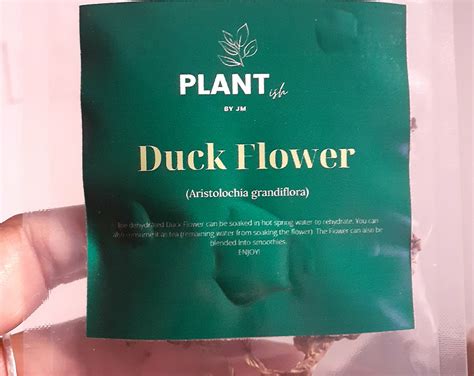 PLANT ish
BY JM
Duck Flower
(Aristolochia grandiflora)
The dehydrated Duck Flower can be soaked in hot spring water to rehydrate. You can
also consume it as tea (remaining water from soaking the flower). The Flower can also be
blended into smoothies.
ENJOY!